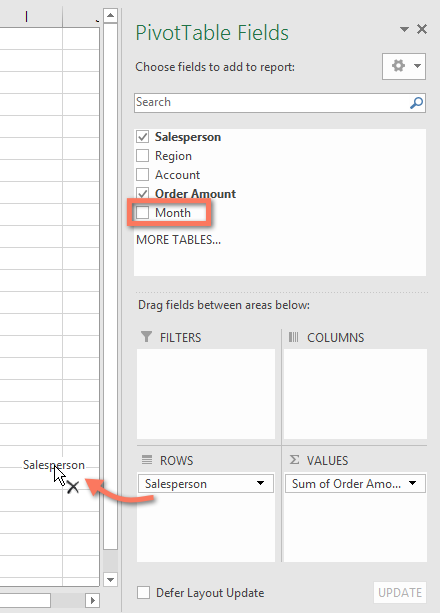 I
PivotTable Fields
Choose fields to add to report:
Search
Salesperson
Region
Account
Order Amount
Month
MORE TABLES...
Drag fields between areas below:
FILTERS
COLUMNS
Salesperson
ROWS
Σ VALUES
Salesperson
Sum of Order Amo...
Defer Layout Update
UPDATE